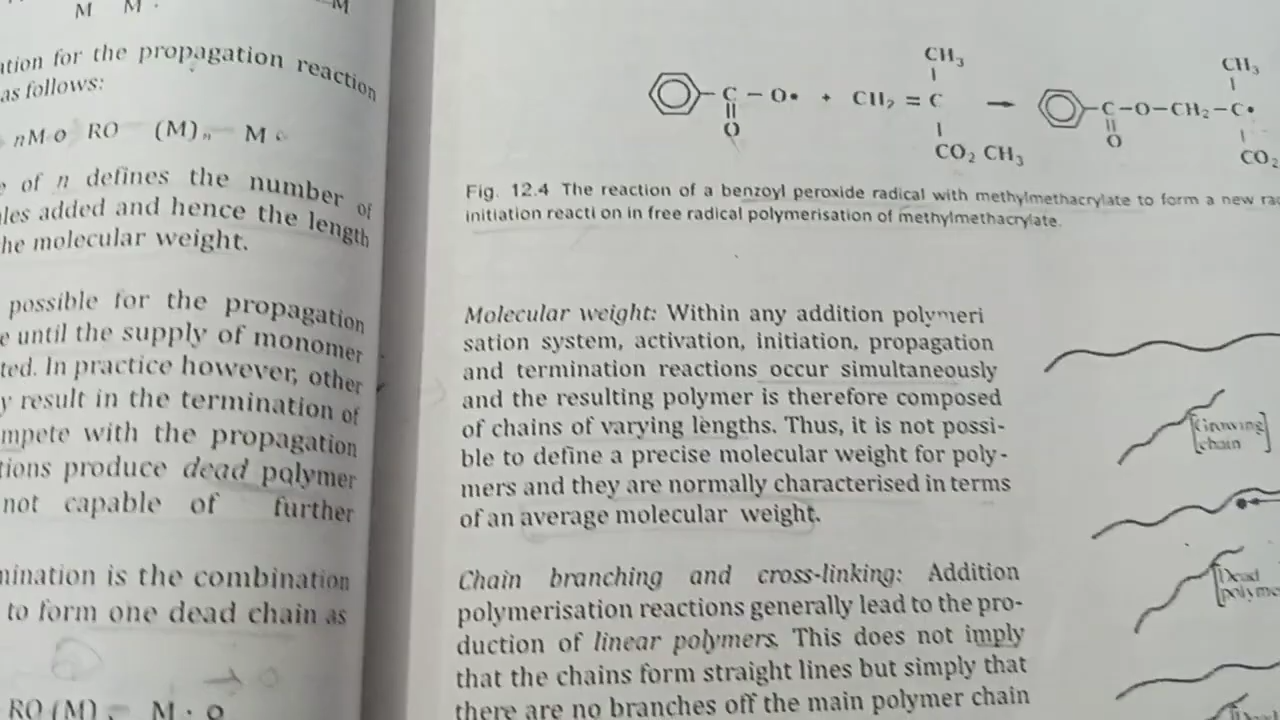 M M ·
M
ation for the propagation reaction
as follows:
nM o RO (M)n M
of n defines the number of
les added and hence the length
he molecular weight.
possible for the propagation
e until the supply of monomer
ted. In practice however, other
y result in the termination of
mpete with the propagation
tions produce dead polymer
not capable of further
mination is the combination
to form one dead chain as
RO (M) M · o
CH₃
C – O• + CH₂ = C → C–O–CH₂–C•
O
CO₂ CH₃
CH₃
O
CO₂
Fig. 12.4 The reaction of a benzoyl peroxide radical with methylmethacrylate to form a new ra
initiation reacti on in free radical polymerisation of methylmethacrylate.
Molecular weight: Within any addition polymeri
sation system, activation, initiation, propagation
and termination reactions occur simultaneously
and the resulting polymer is therefore composed
of chains of varying lengths. Thus, it is not possi-
ble to define a precise molecular weight for poly-
mers and they are normally characterised in terms
of an average molecular weight.
Chain branching and cross-linking: Addition
polymerisation reactions generally lead to the pro-
duction of linear polymers. This does not imply
that the chains form straight lines but simply that
there are no branches off the main polymer chain
Growing
chain
Dead
polyme
Dead